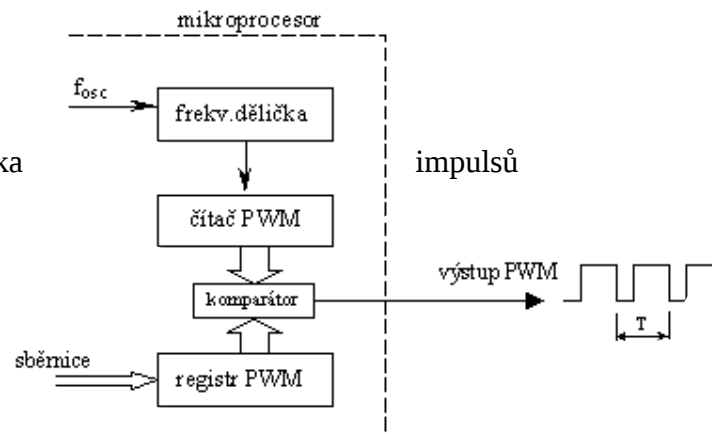 mikroprocesor
fosc
frekv.dělička
ka
impulsů
čítač PWM
výstup PWM
komparátor
T
sběrnice
registr PWM